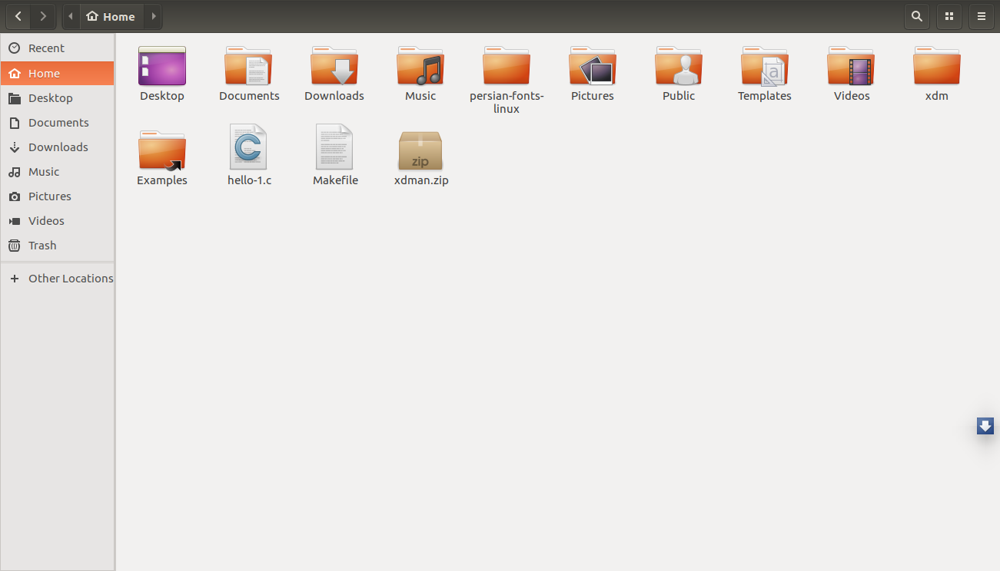 Home
Recent
Home
Desktop
Documents
Downloads
Music
Pictures
Videos
Trash
Other Locations
Desktop
Documents
Downloads
Music
persian-fonts-
linux
Pictures
Public
Templates
Videos
xdm
Examples
hello-1.c
Makefile
zip
xdman.zip